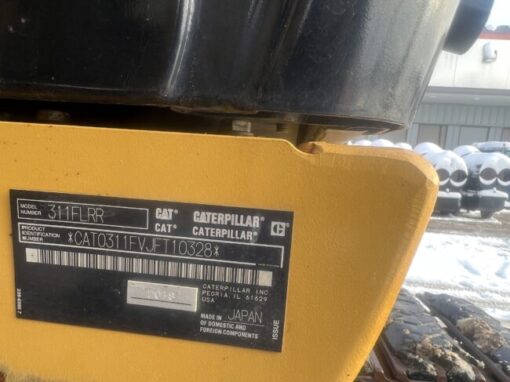 MODEL NUMBER 311FLRR CAT® CATERPILLAR® C
PRODUCT IDENTIFICATION NUMBER CAT® CATERPILLAR®
*CAT0311FVJFT10328*
CATERPILLAR INC
PEORIA, IL 61629
USA
MADE IN JAPAN
OF DOMESTIC AND
FOREIGN COMPONENTS
ISSUE